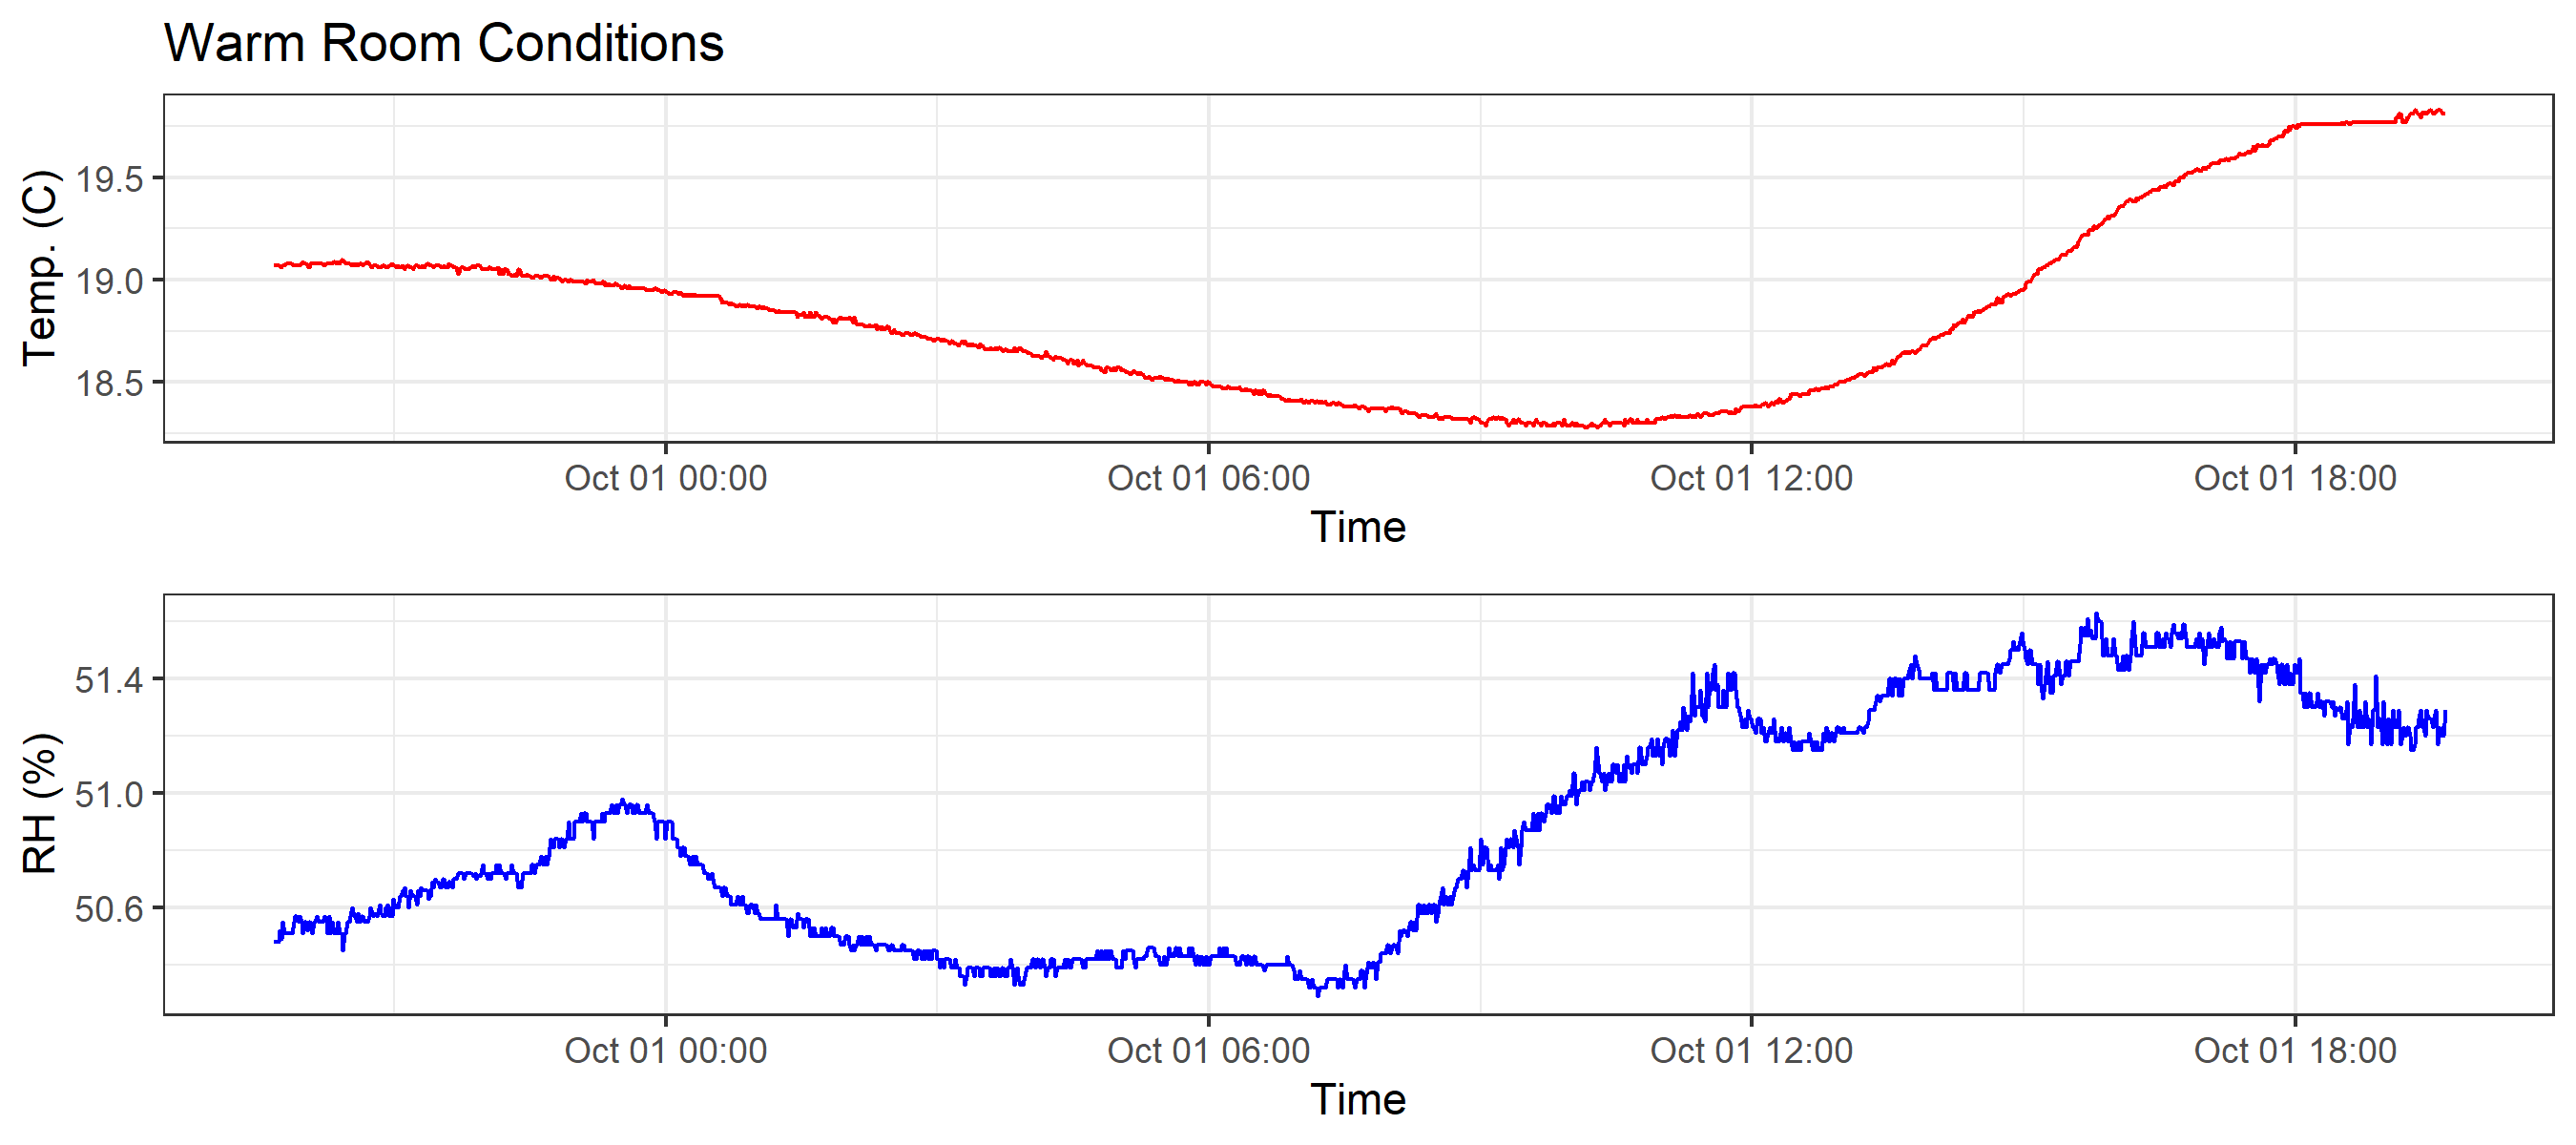 Warm Room Conditions
Temp. (C)
19.5
19.0
18.5
Oct 01 00:00 Oct 01 06:00 Oct 01 12:00 Oct 01 18:00
Time
RH (%)
51.4
51.0
50.6
Oct 01 00:00 Oct 01 06:00 Oct 01 12:00 Oct 01 18:00
Time